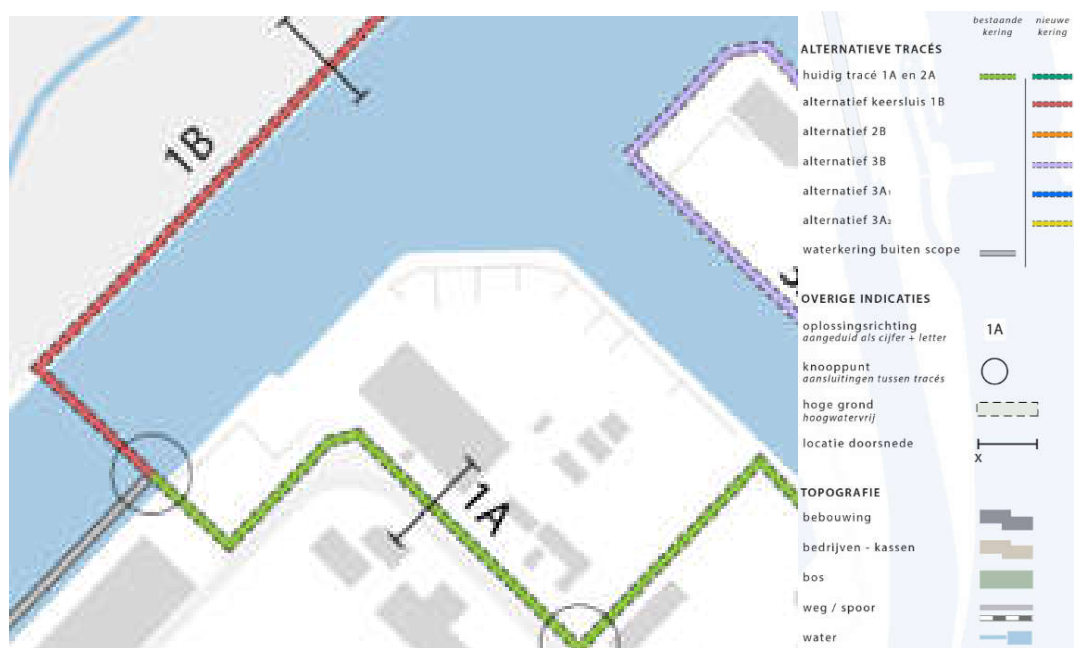 1B
1A
bestaande kering
nieuwe kering
ALTERNATIEVE TRACÉS
huidig tracé 1A en 2A
alternatief keersluis 1B
alternatief 2B
alternatief 3B
alternatief 3A1
alternatief 3A2
waterkering buiten scope
OVERIGE INDICATIES
oplossingsrichting
aangeduid als cijfer + letter
1A
knooppunt
aansluitingen tussen tracés
hoge grond
hoogwatervrij
locatie doorsnede
x
TOPOGRAFIE
bebouwing
bedrijven - kassen
bos
weg / spoor
water